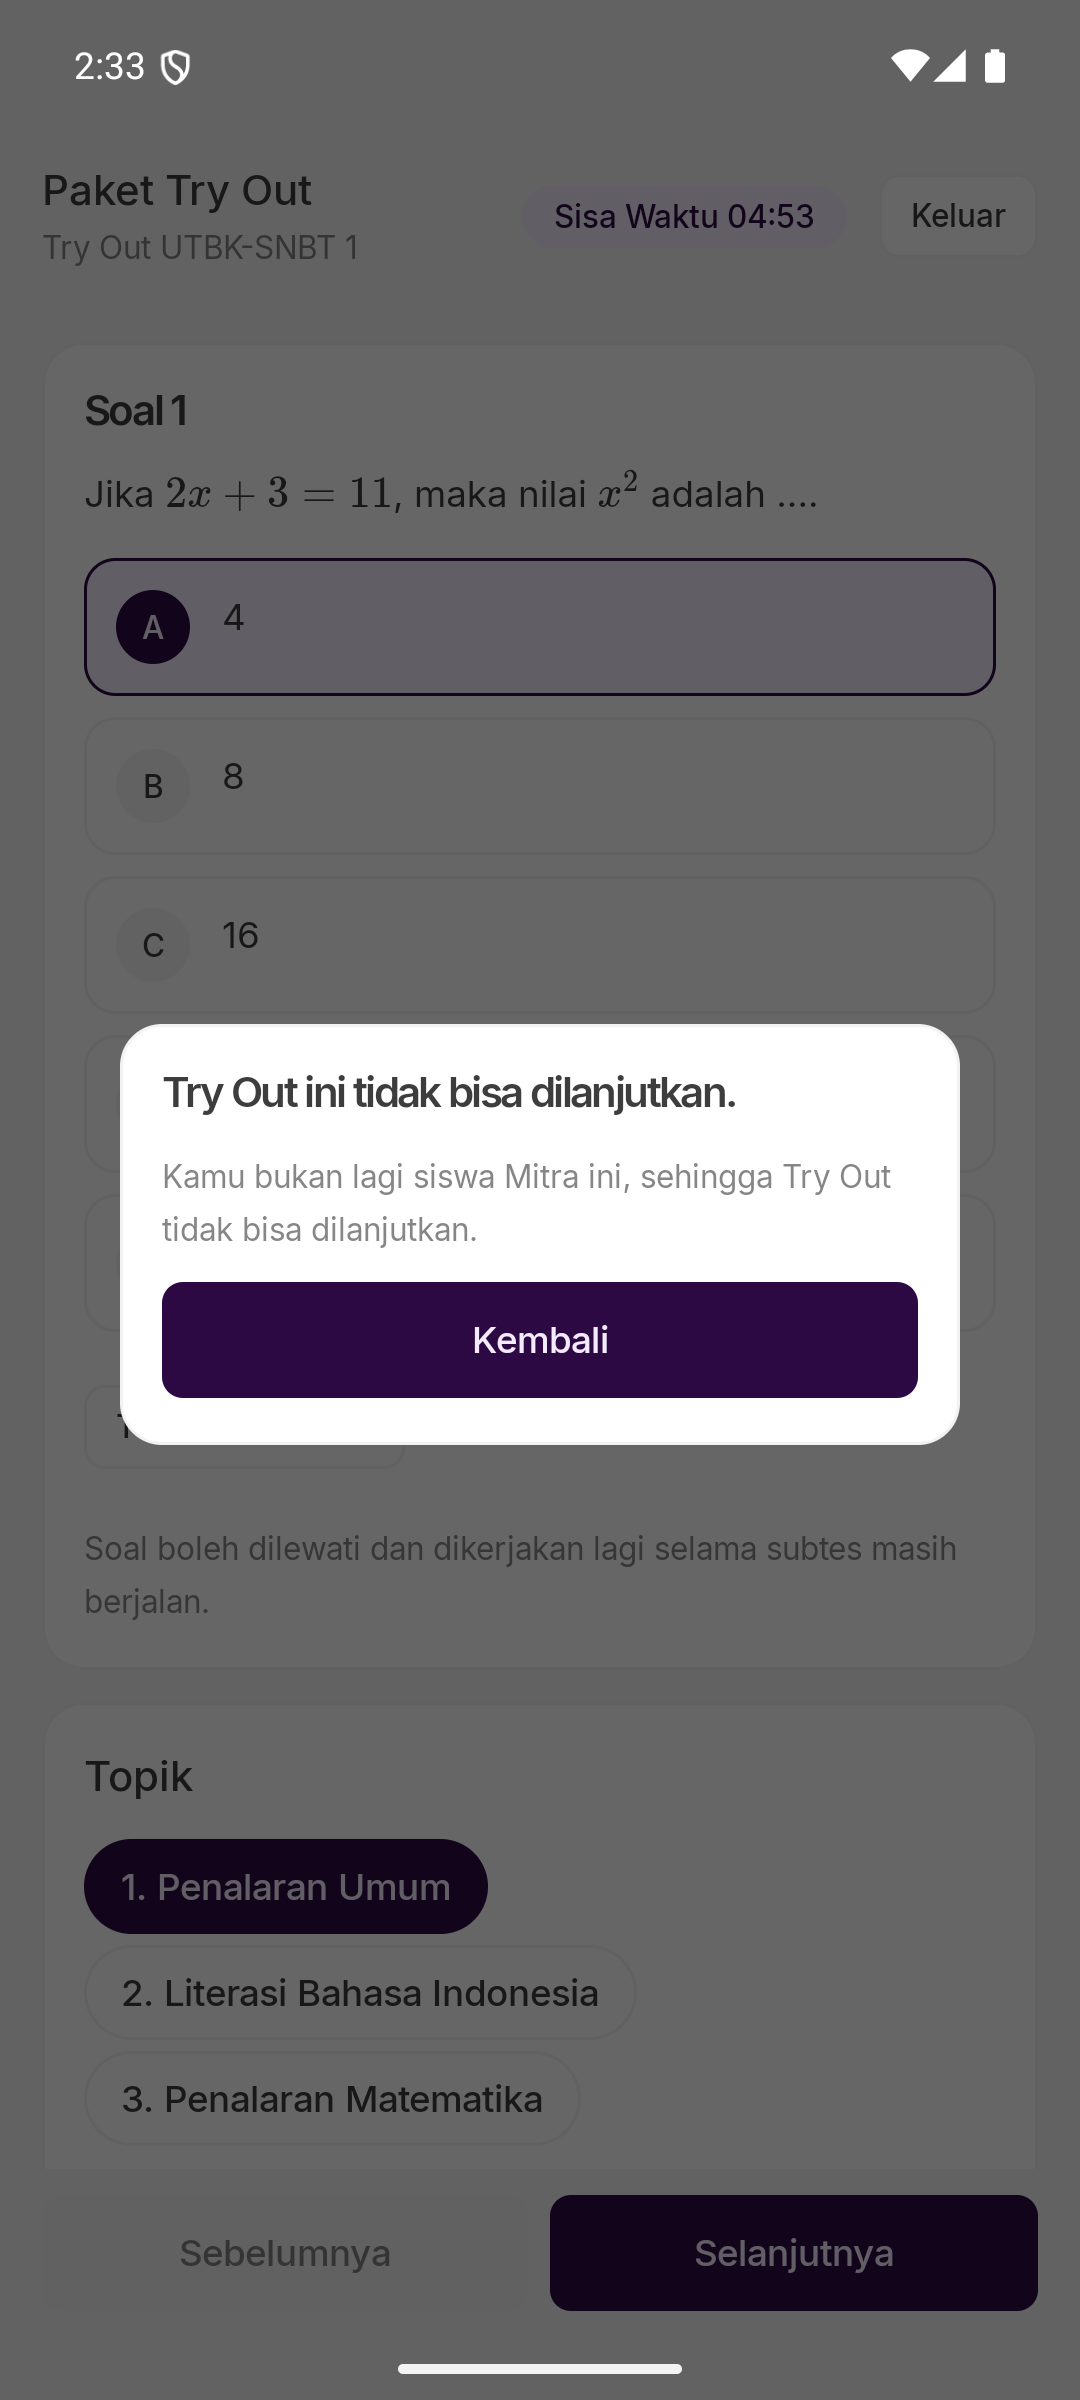 2:33
Paket Try Out
Try Out UTBK-SNBT 1
Sisa Waktu 04:53
Keluar
Soal 1
Jika 2x + 3 = 11, maka nilai x² adalah ....
A 4
B 8
C 16
Try Out ini tidak bisa dilanjutkan.
Kamu bukan lagi siswa Mitra ini, sehingga Try Out
tidak bisa dilanjutkan.
Kembali
Soal boleh dilewati dan dikerjakan lagi selama subtes masih
berjalan.
Topik
1. Penalaran Umum
2. Literasi Bahasa Indonesia
3. Penalaran Matematika
Sebelumnya
Selanjutnya